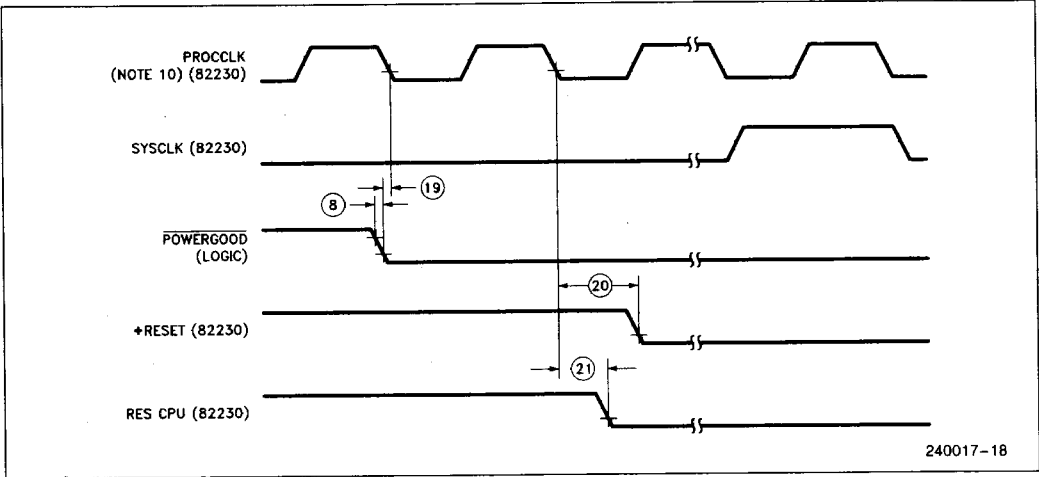 PROCCLK
(NOTE 10) (82230)
SYSCLK (82230)
19
8
POWERGOOD
(LOGIC)
20
+RESET (82230)
21
RES CPU (82230)
240017-18